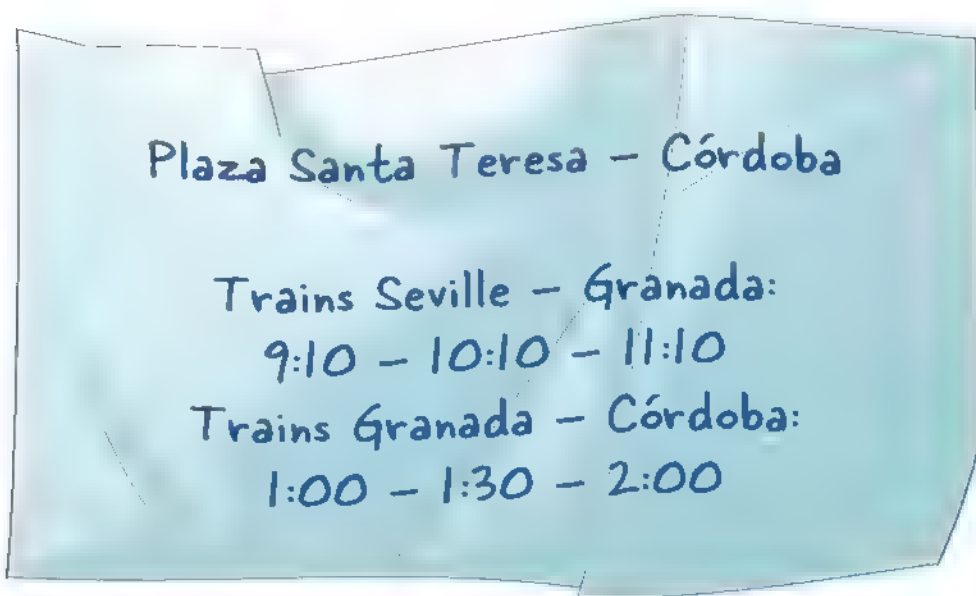 Plaza Santa Teresa – Córdoba
Trains Seville – Granada:
9:10 – 10:10 – 11:10
Trains Granada – Córdoba:
1:00 – 1:30 – 2:00